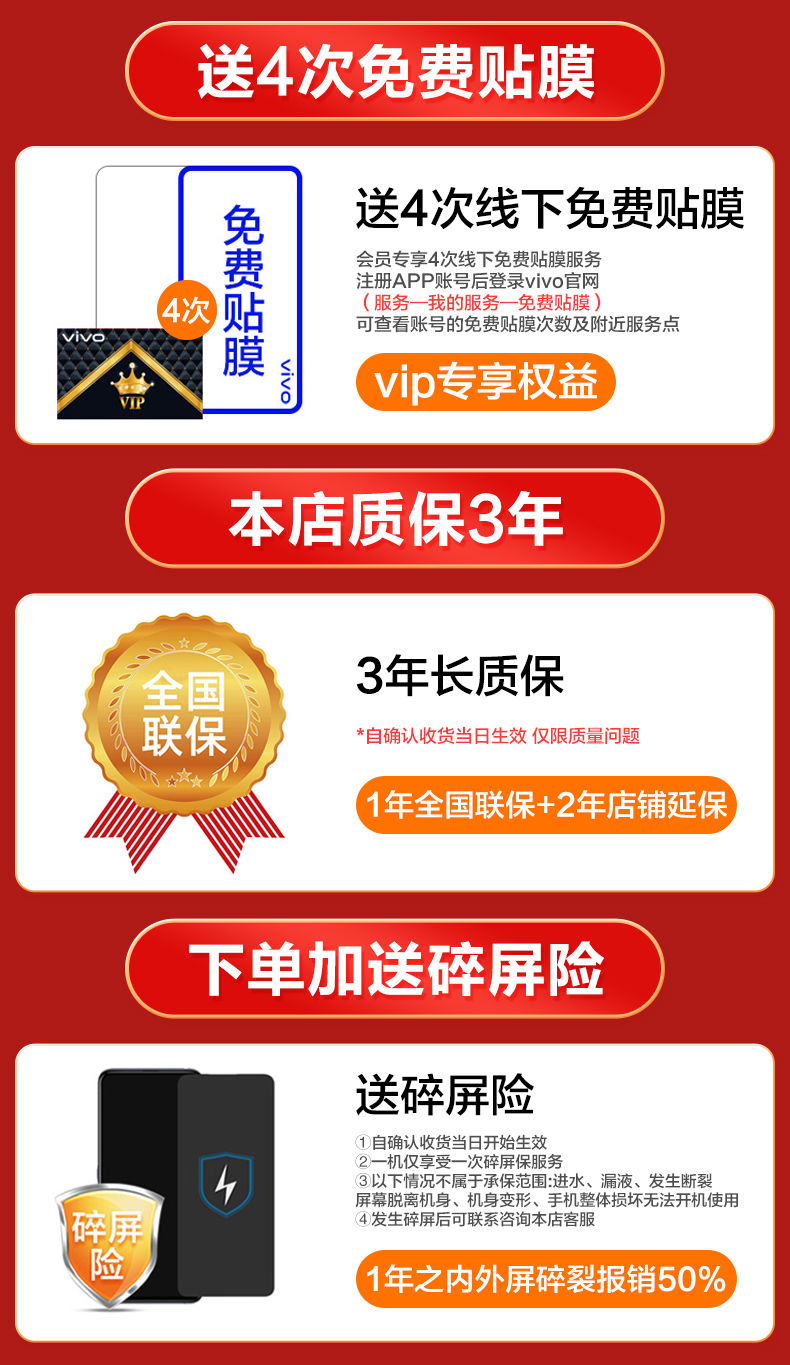 送4次免费贴膜
免费贴膜
vivo
4次
vivo
VIP
送4次线下免费贴膜
会员专享4次线下免费贴膜服务
注册APP账号后登录vivo官网
（服务—我的服务—免费贴膜）
可查看账号的免费贴膜次数及附近服务点
vip专享权益
本店质保3年
全国
联保
3年长质保
*自确认收货当日生效 仅限质量问题
1年全国联保+2年店铺延保
下单加送碎屏险
碎屏
险
送碎屏险
①自确认收货当日开始生效
②一机仅享受一次碎屏保服务
③以下情况不属于承保范围:进水、漏液、发生断裂
屏幕脱离机身、机身变形、手机整体损坏无法开机使用
④发生碎屏后可联系咨询本店客服
1年之内外屏碎裂报销50%